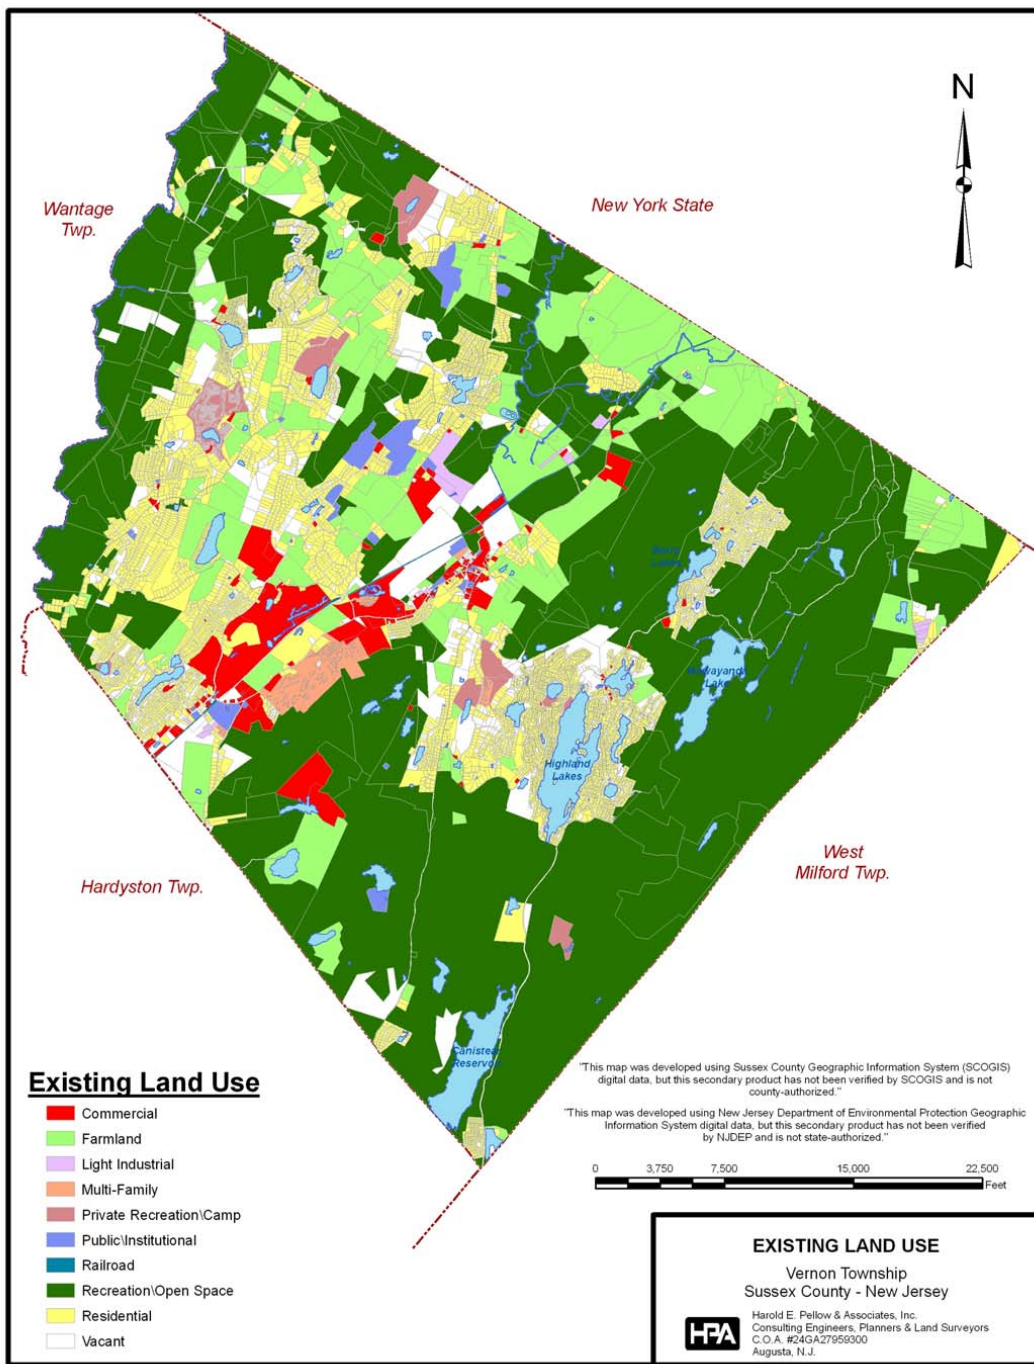 N
New York State
Wantage
Twp.
Highland
Lakes
West
Milford Twp.
Hardyston Twp.
Canistear
Reservoir
Existing Land Use
Commercial
Farmland
Light Industrial
Multi-Family
Private Recreation\Camp
Public\Institutional
Railroad
Recreation\Open Space
Residential
Vacant
"This map was developed using Sussex County Geographic Information System (SCOGIS)
digital data, but this secondary product has not been verified by SCOGIS and is not
county-authorized."
"This map was developed using New Jersey Department of Environmental Protection Geographic
Information System digital data, but this secondary product has not been verified
by NJDEP and is not state-authorized."
0 3,750 7,500 15,000 22,500
Feet
EXISTING LAND USE
Vernon Township
Sussex County - New Jersey
HPA
Harold E. Pellow & Associates, Inc.
Consulting Engineers, Planners & Land Surveyors
C.O.A. #24GA27959300
Augusta, N.J.